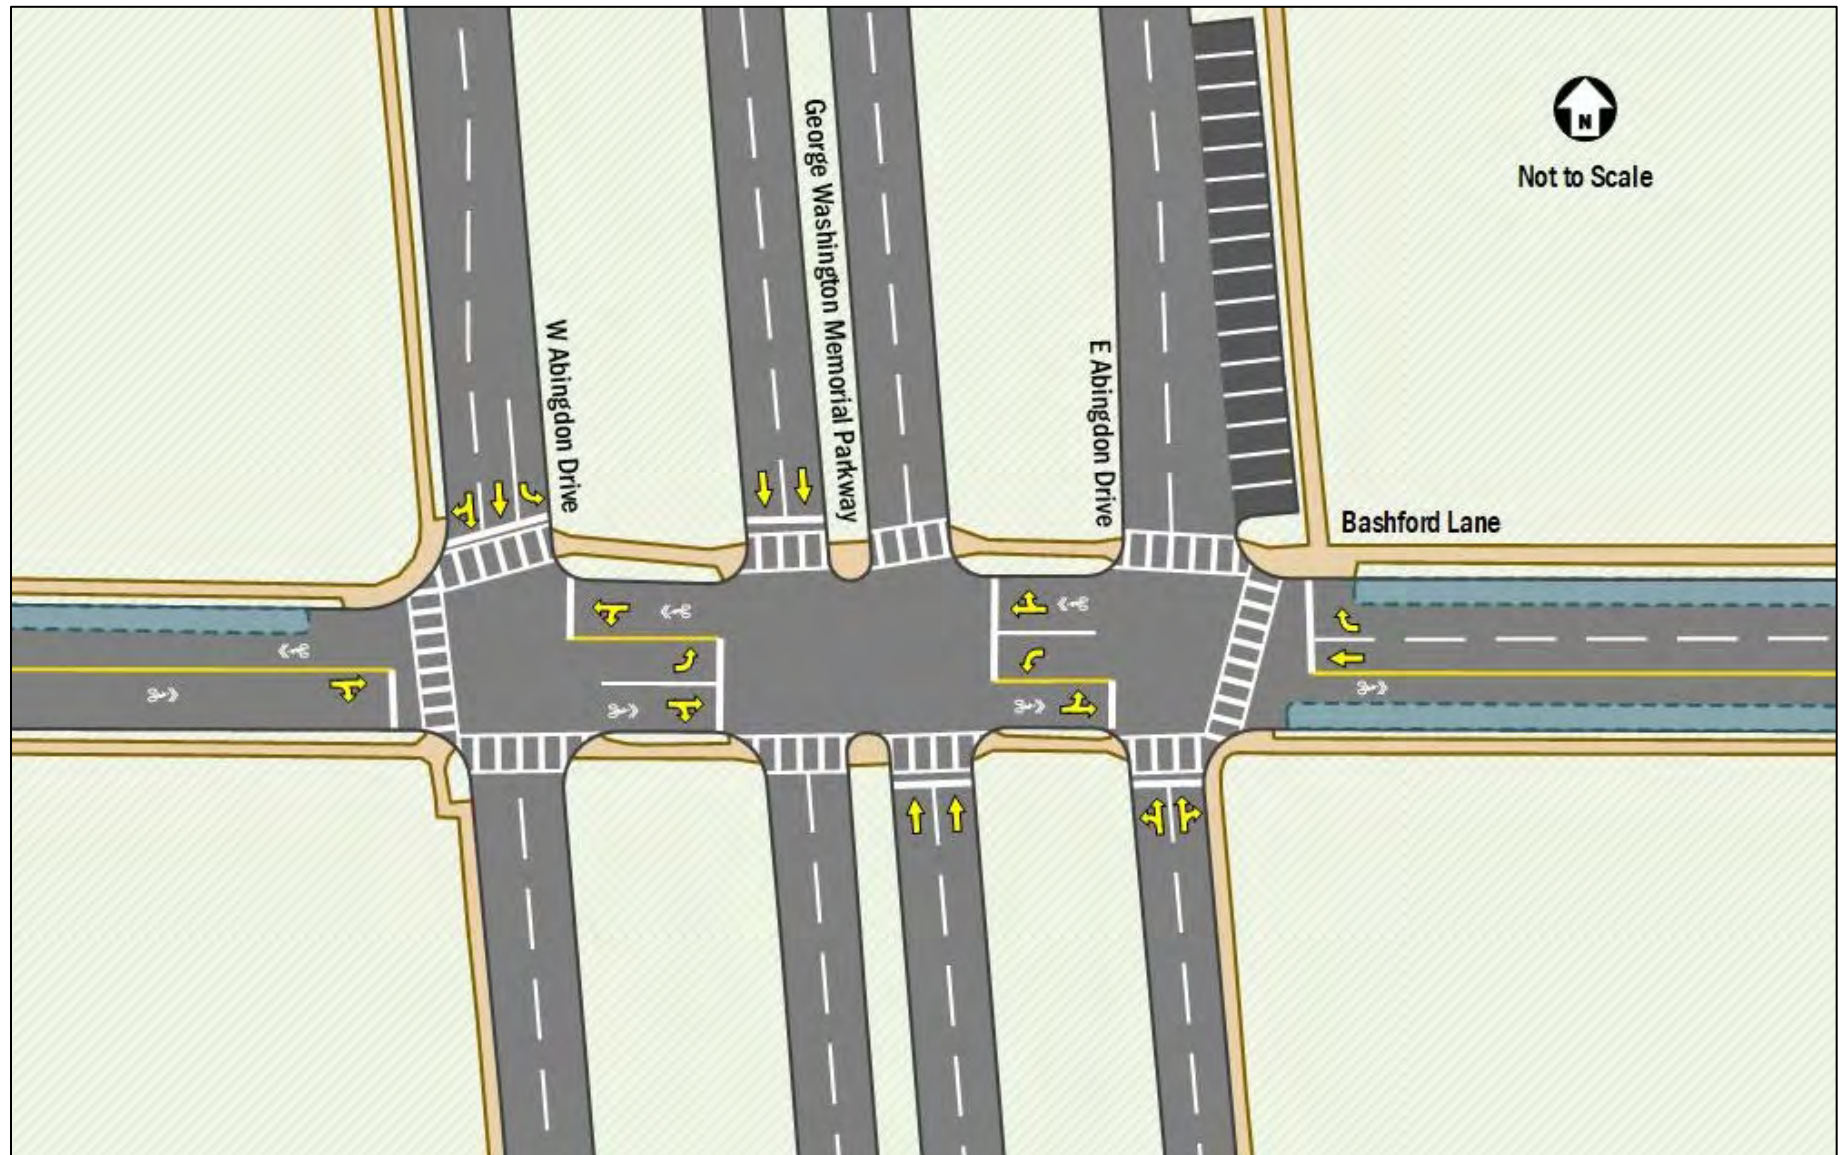 George Washington Memorial Parkway
N
Not to Scale
W Abingdon Drive
E Abingdon Drive
Bashford Lane